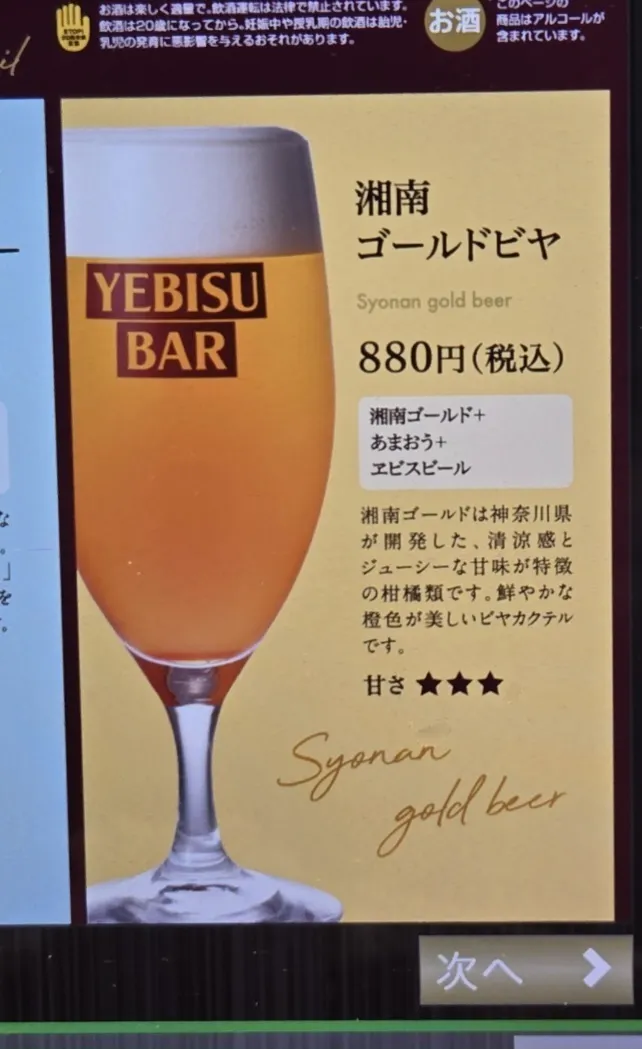 お酒は楽しく適量で。飲酒運転は法律で禁止されています。
飲酒は20歳になってから。妊娠中や授乳期の飲酒は胎児・
乳児の発育に悪影響を与えるおそれがあります。
お酒
このページの
商品はアルコールが
含まれています。
YEBISU
BAR
湘南
ゴールドビヤ
Syonan gold beer
880円(税込)
湘南ゴールド+
あまおう+
ヱビスビール
湘南ゴールドは神奈川県
が開発した、清涼感と
ジューシーな甘味が特徴
の柑橘類です。鮮やかな
橙色が美しいビヤカクテル
です。
甘さ ★★★
Syonan
gold beer
な
。
」
を
。
次へ